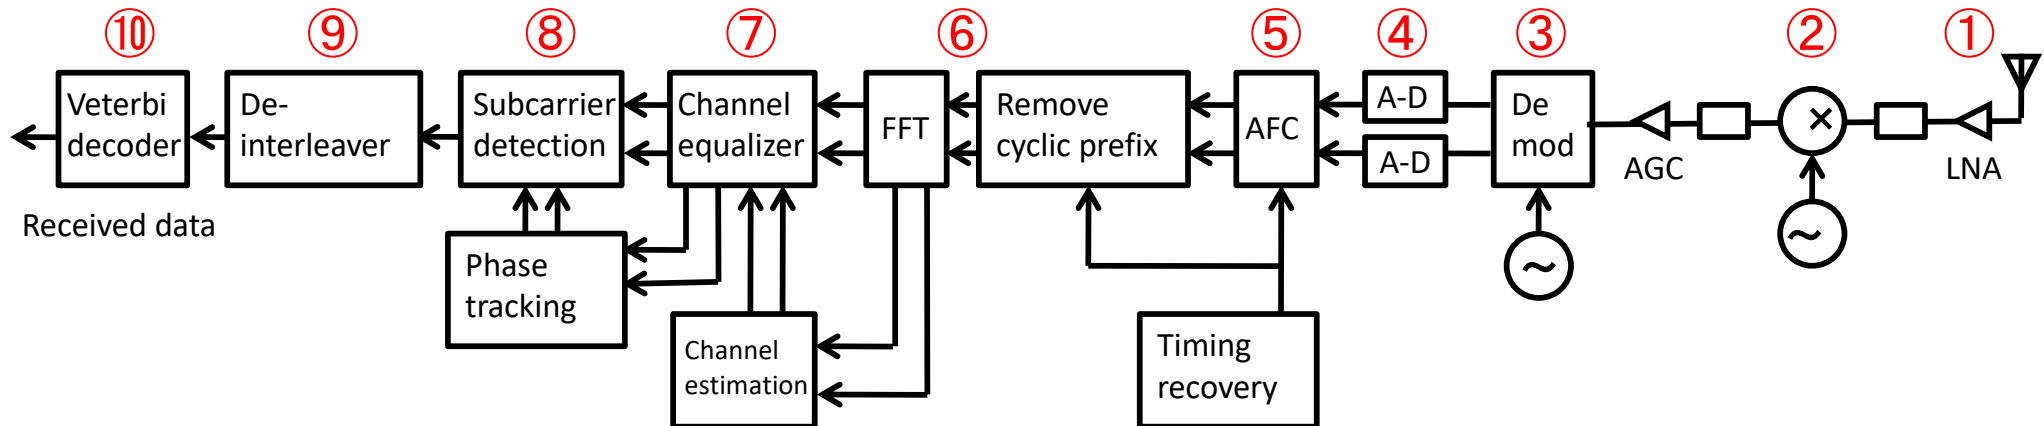 ⑩ ⑨ ⑧ ⑦ ⑥ ⑤ ④ ③ ② ①
Veterbi
decoder
De-
interleaver
Subcarrier
detection
Channel
equalizer
FFT
Remove
cyclic prefix
AFC
A-D
A-D
De
mod
AGC
LNA
Received data
Phase
tracking
Channel
estimation
Timing
recovery